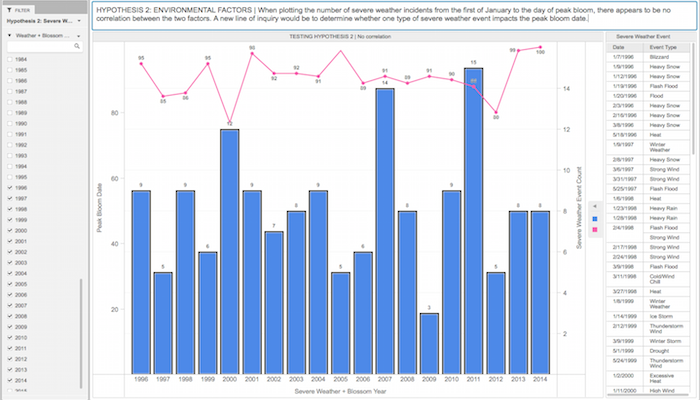 FILTER
Hypothesis 2: Severe W...
Weather + Blossom ...
1984
1985
1986
1987
1988
1989
1990
1991
1992
1993
1994
1995
1996
1997
1998
1999
2000
2001
2002
2003
2004
2005
2006
2007
2008
2009
2010
2011
2012
2013
2014
HYPOTHESIS 2: ENVIRONMENTAL FACTORS | When plotting the number of severe weather incidents from the first of January to the day of peak bloom, there appears to be no
correlation between the two factors. A new line of inquiry would be to determine whether one type of severe weather event impacts the peak bloom date.
TESTING HYPOTHESIS 2 | No correlation
Peak Bloom Date
80
60
40
20
95 85 86 95 93 92 92 91 89 91 89 91 90 88 80 99 100
9 5 9 6 12 9 7 8 9 5 6 14 8 3 9 15 5 8 8
14
12
10
8
6
4
2
Severe Weather Event Count
1996 1997 1998 1999 2000 2001 2002 2003 2004 2005 2006 2007 2008 2009 2010 2011 2012 2013 2014
Severe Weather + Blossom Year
Severe Weather Event
Date Event Type
1/7/1996 Blizzard
1/9/1996 Heavy Snow
1/12/1996 Heavy Snow
1/19/1996 Flash Flood
1/20/1996 Flood
2/3/1996 Heavy Snow
2/16/1996 Heavy Snow
3/8/1996 Heavy Snow
5/18/1996 Heat
1/9/1997 Winter
Weather
2/8/1997 Heavy Snow
3/6/1997 Strong Wind
3/31/1997 Strong Wind
5/25/1997 Flash Flood
1/6/1998 Heat
1/23/1998 Heavy Rain
1/28/1998 Heavy Rain
2/4/1998 Flash Flood
Strong Wind
2/17/1998 Strong Wind
2/24/1998 Strong Wind
3/9/1998 Flash Flood
3/11/1998 Cold/Wind
Chill
3/27/1998 Heat
1/8/1999 Winter
Weather
1/14/1999 Ice Storm
2/12/1999 Thunderstorm
Wind
3/9/1999 Winter Storm
5/1/1999 Drought
5/24/1999 Thunderstorm
Wind
1/2/2000 Excessive
Heat
1/11/2000 High Wind